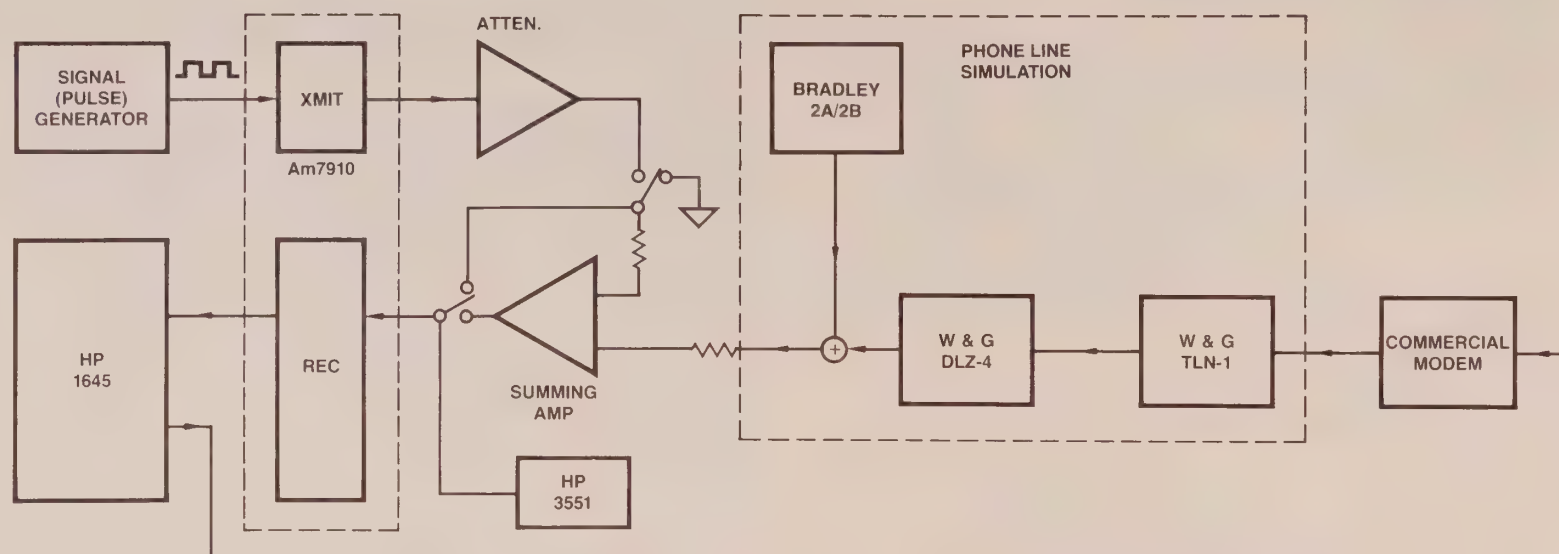 ATTEN.
SIGNAL
(PULSE)
GENERATOR
XMIT
Am7910
PHONE LINE
SIMULATION
BRADLEY
2A/2B
HP
1645
REC
SUMMING
AMP
HP
3551
+
W & G
DLZ-4
W & G
TLN-1
COMMERCIAL
MODEM